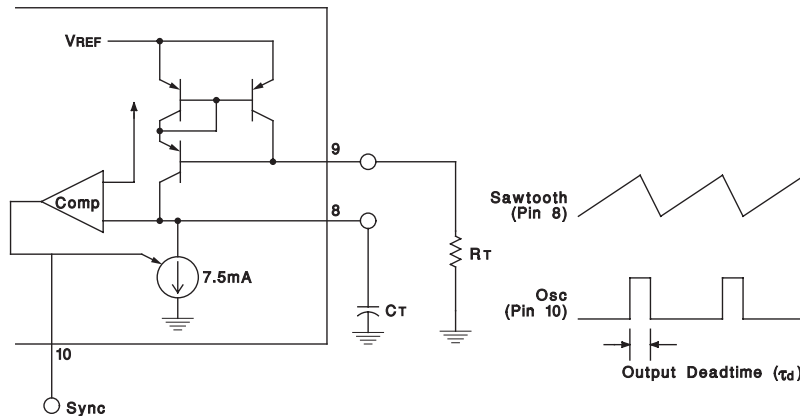 VREF
9
Comp
8
7.5mA
RT
CT
10
Sync
Sawtooth
(Pin 8)
Osc
(Pin 10)
Output Deadtime (τd)